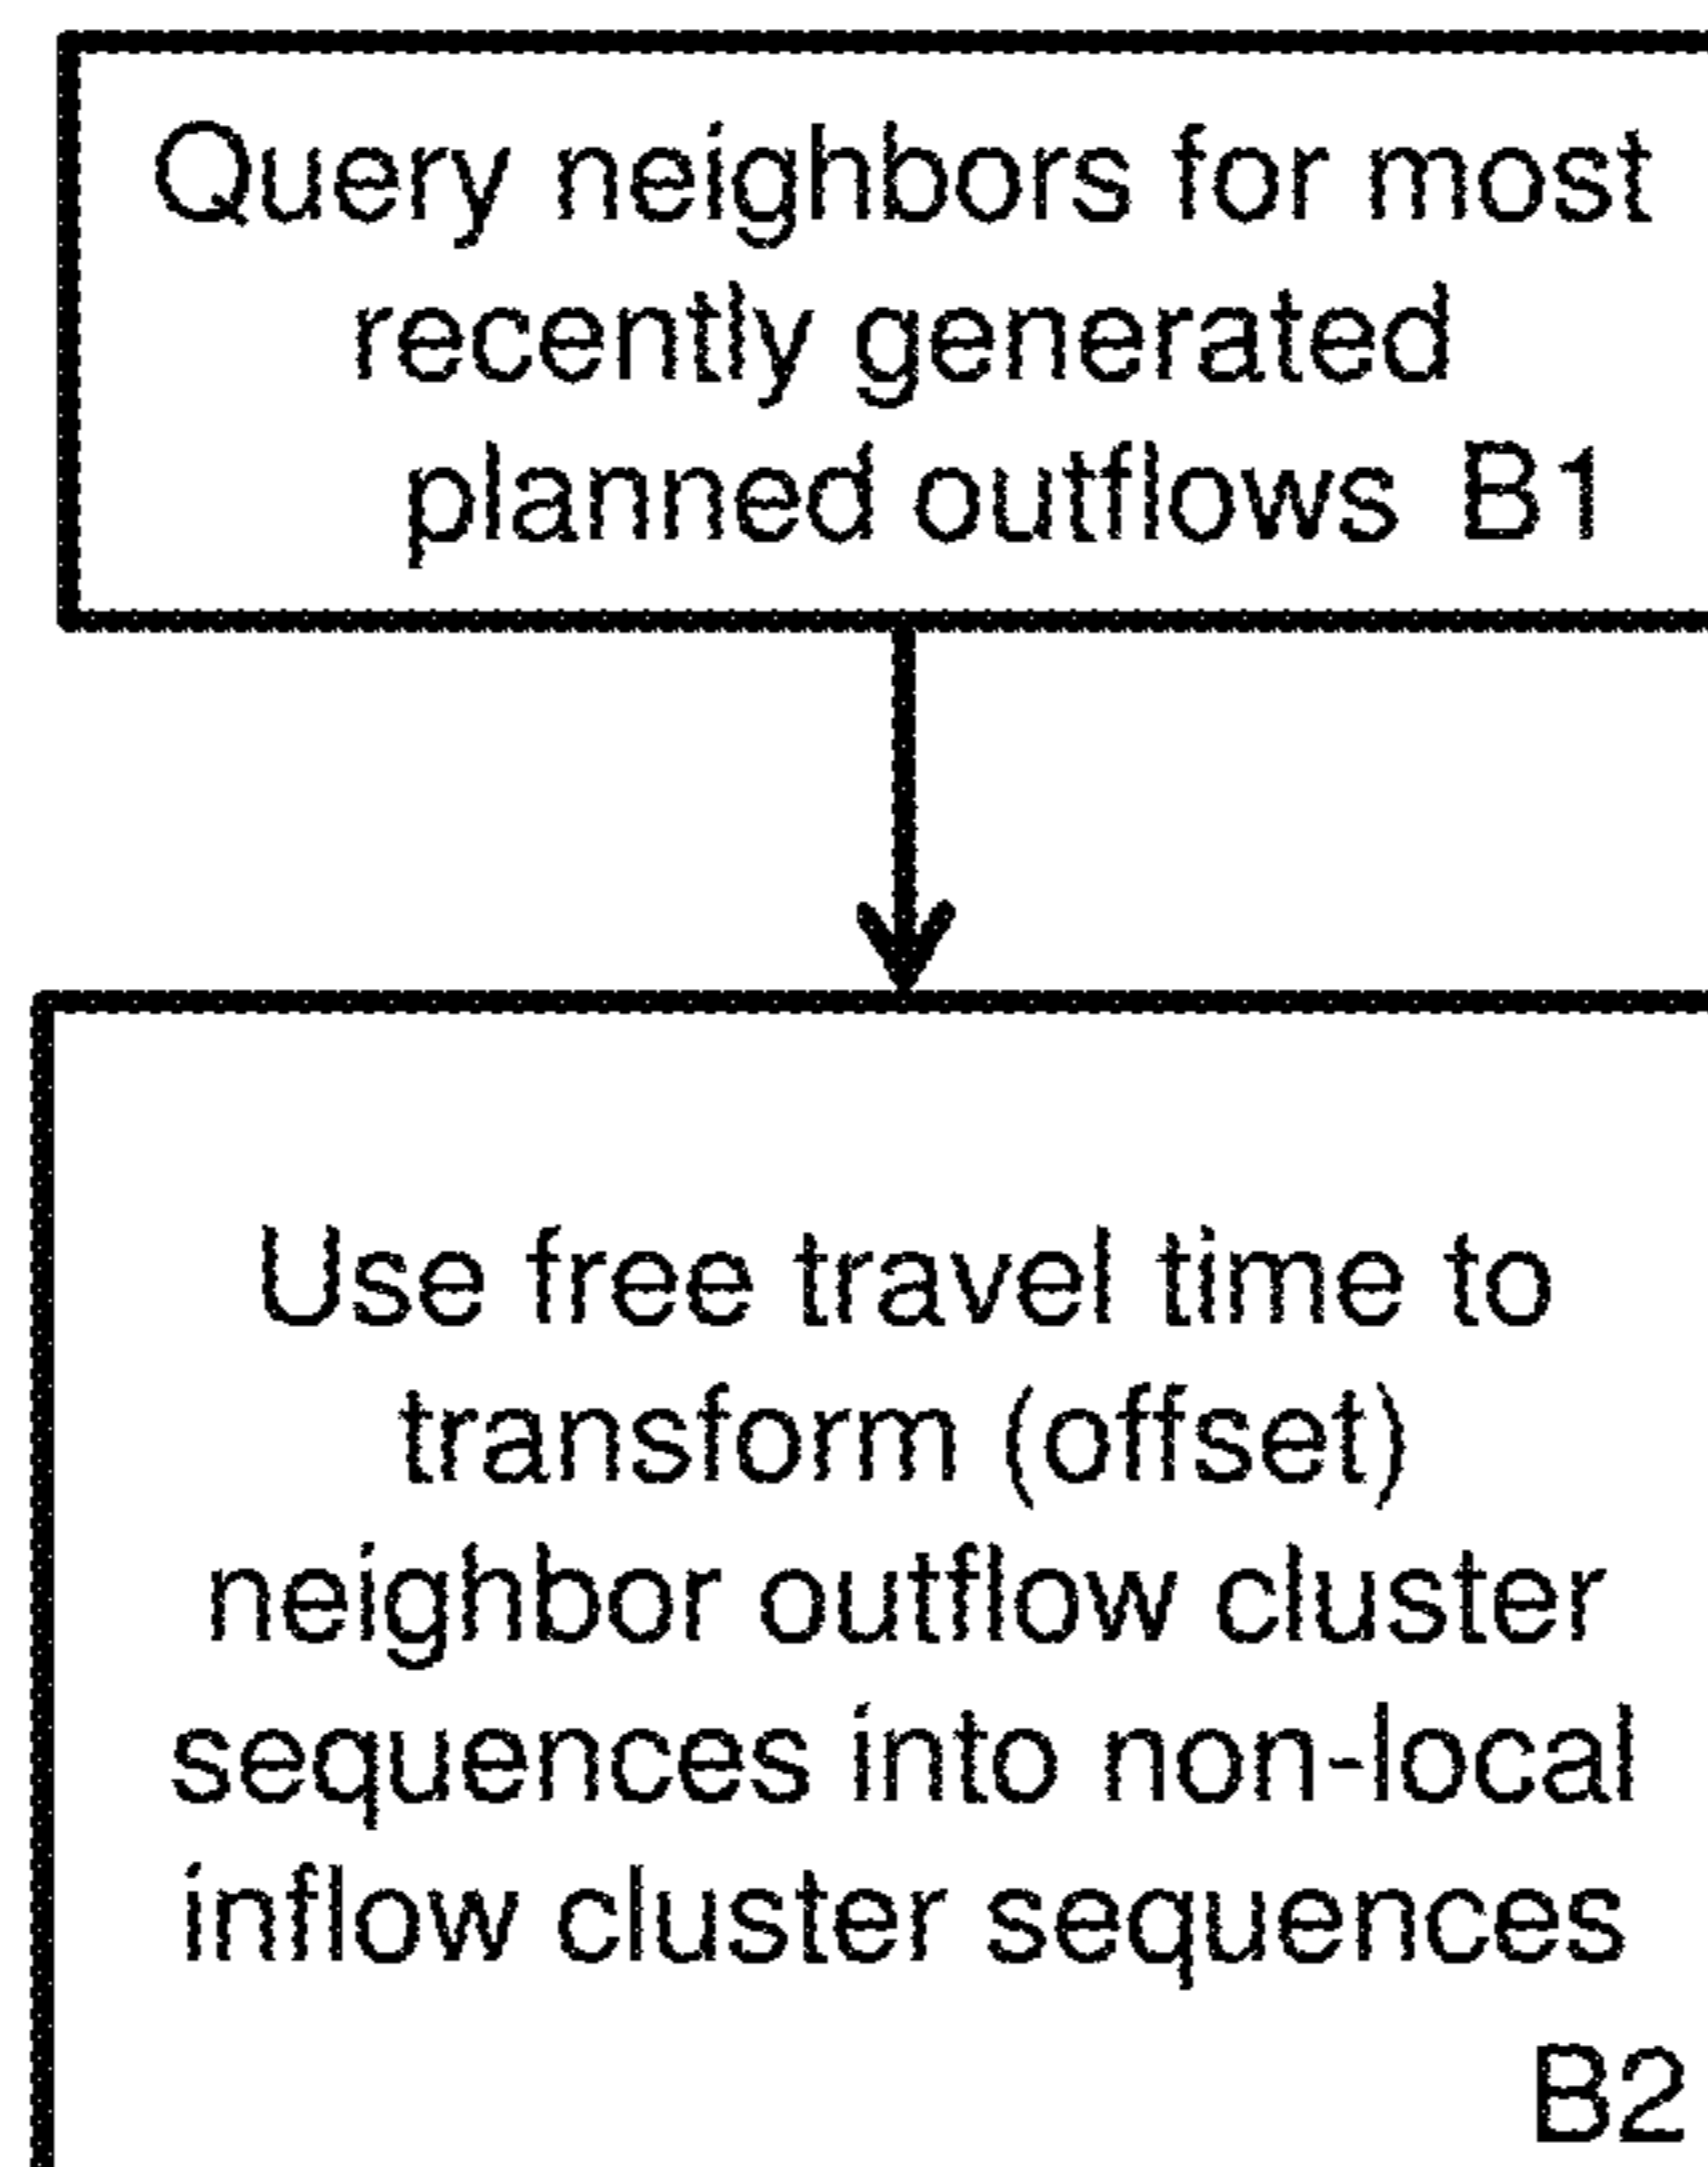 Query neighbors for most
recently generated
planned outflows B1
Use free travel time to
transform (offset)
neighbor outflow cluster
sequences into non-local
inflow cluster sequences
B2